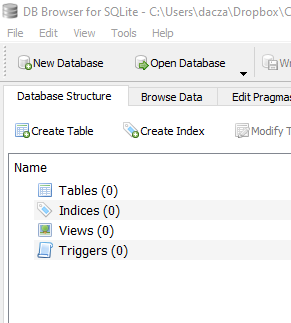 DB Browser for SQLite - C:\Users\dacza\Dropbox\C
File Edit View Tools Help
New Database Open Database Wr
Database Structure Browse Data Edit Pragmas
Create Table Create Index Modify T
Name
Tables (0)
Indices (0)
Views (0)
Triggers (0)